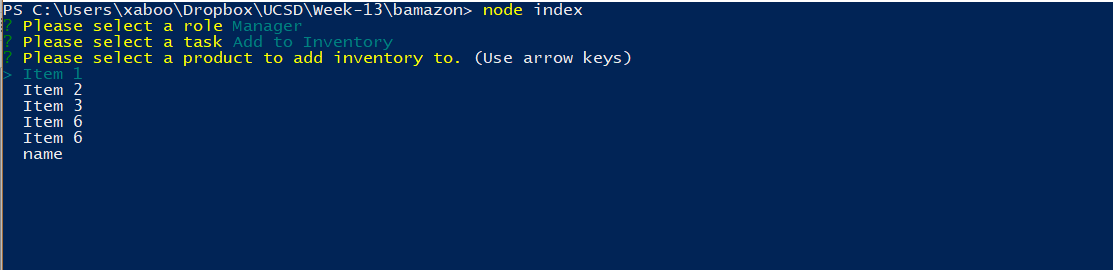 PS C:\Users\xaboo\Dropbox\UCSD\Week-13\bamazon> node index
? Please select a role Manager
? Please select a task Add to Inventory
? Please select a product to add inventory to. (Use arrow keys)
> Item 1
Item 2
Item 3
Item 6
Item 6
name